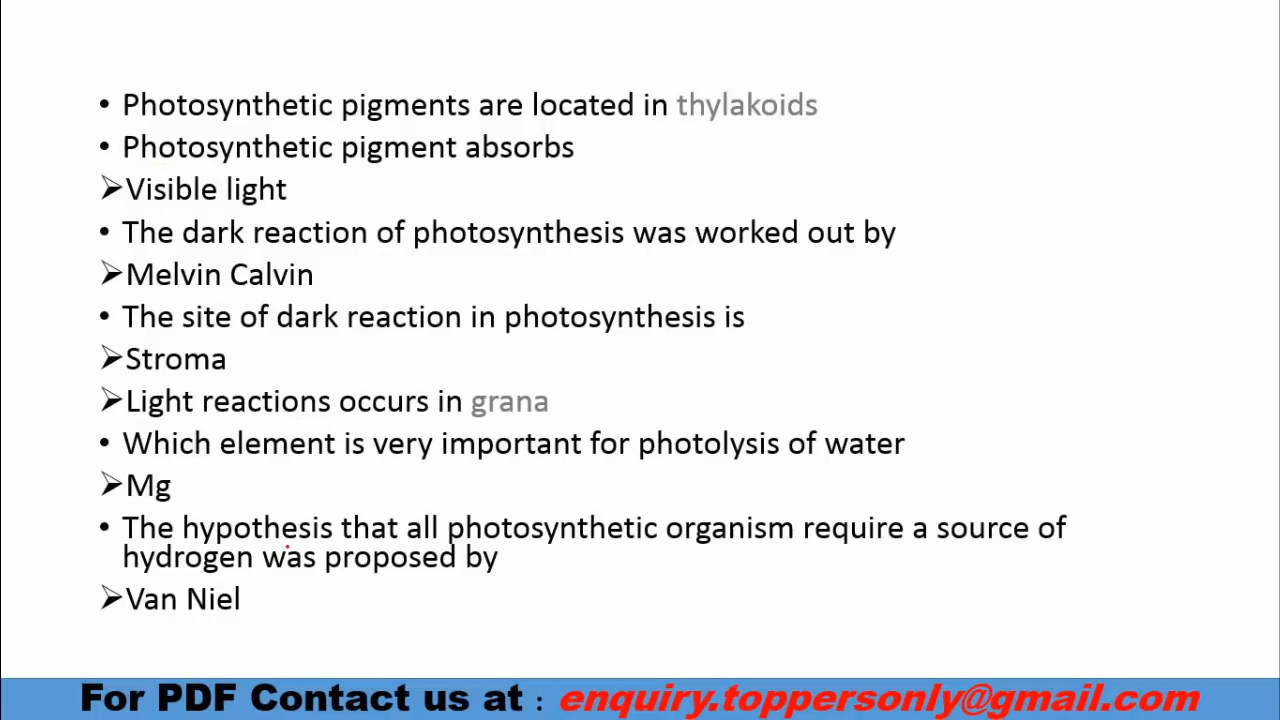 • Photosynthetic pigments are located in thylakoids
• Photosynthetic pigment absorbs
➢Visible light
• The dark reaction of photosynthesis was worked out by
➢Melvin Calvin
• The site of dark reaction in photosynthesis is
➢Stroma
➢Light reactions occurs in grana
• Which element is very important for photolysis of water
➢Mg
• The hypothesis that all photosynthetic organism require a source of
hydrogen was proposed by
➢Van Niel
For PDF Contact us at : enquiry.toppersonly@gmail.com